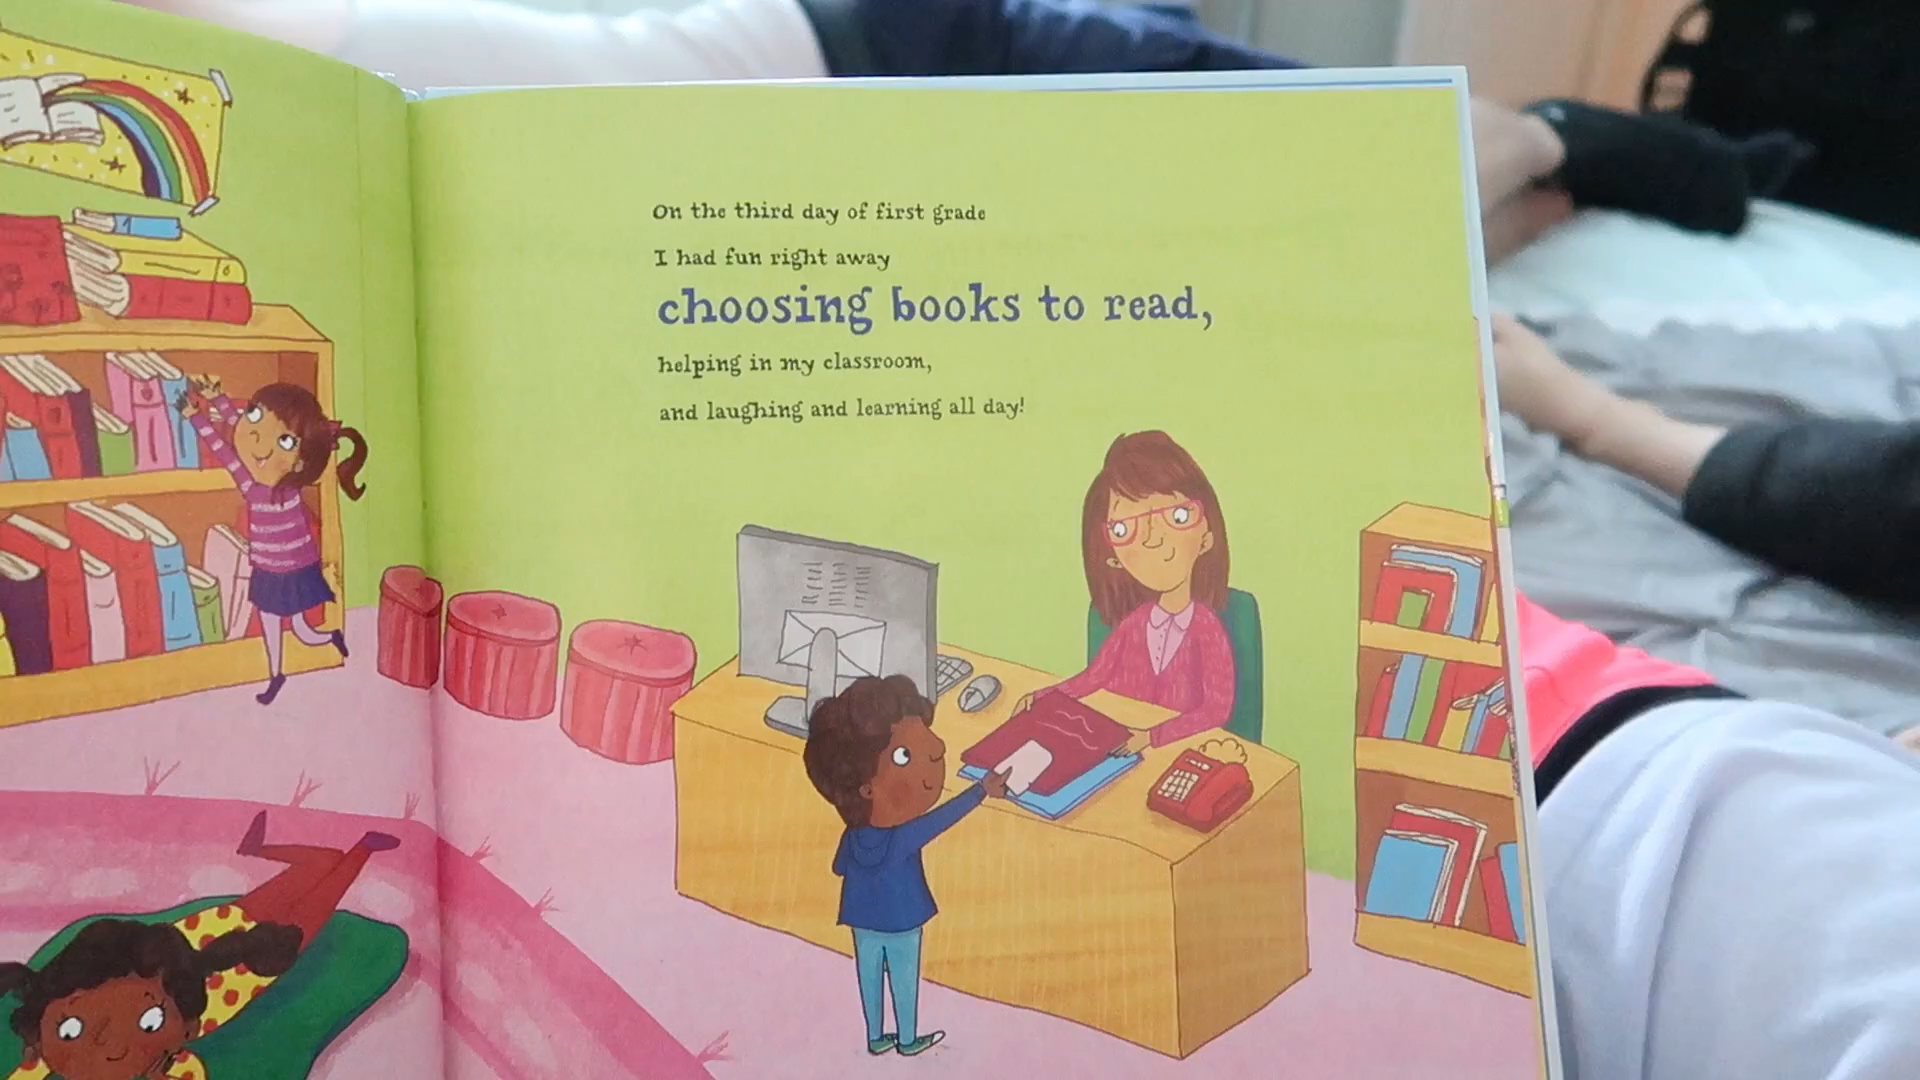 On the third day of first grade
I had fun right away
choosing books to read,
helping in my classroom,
and laughing and learning all day!